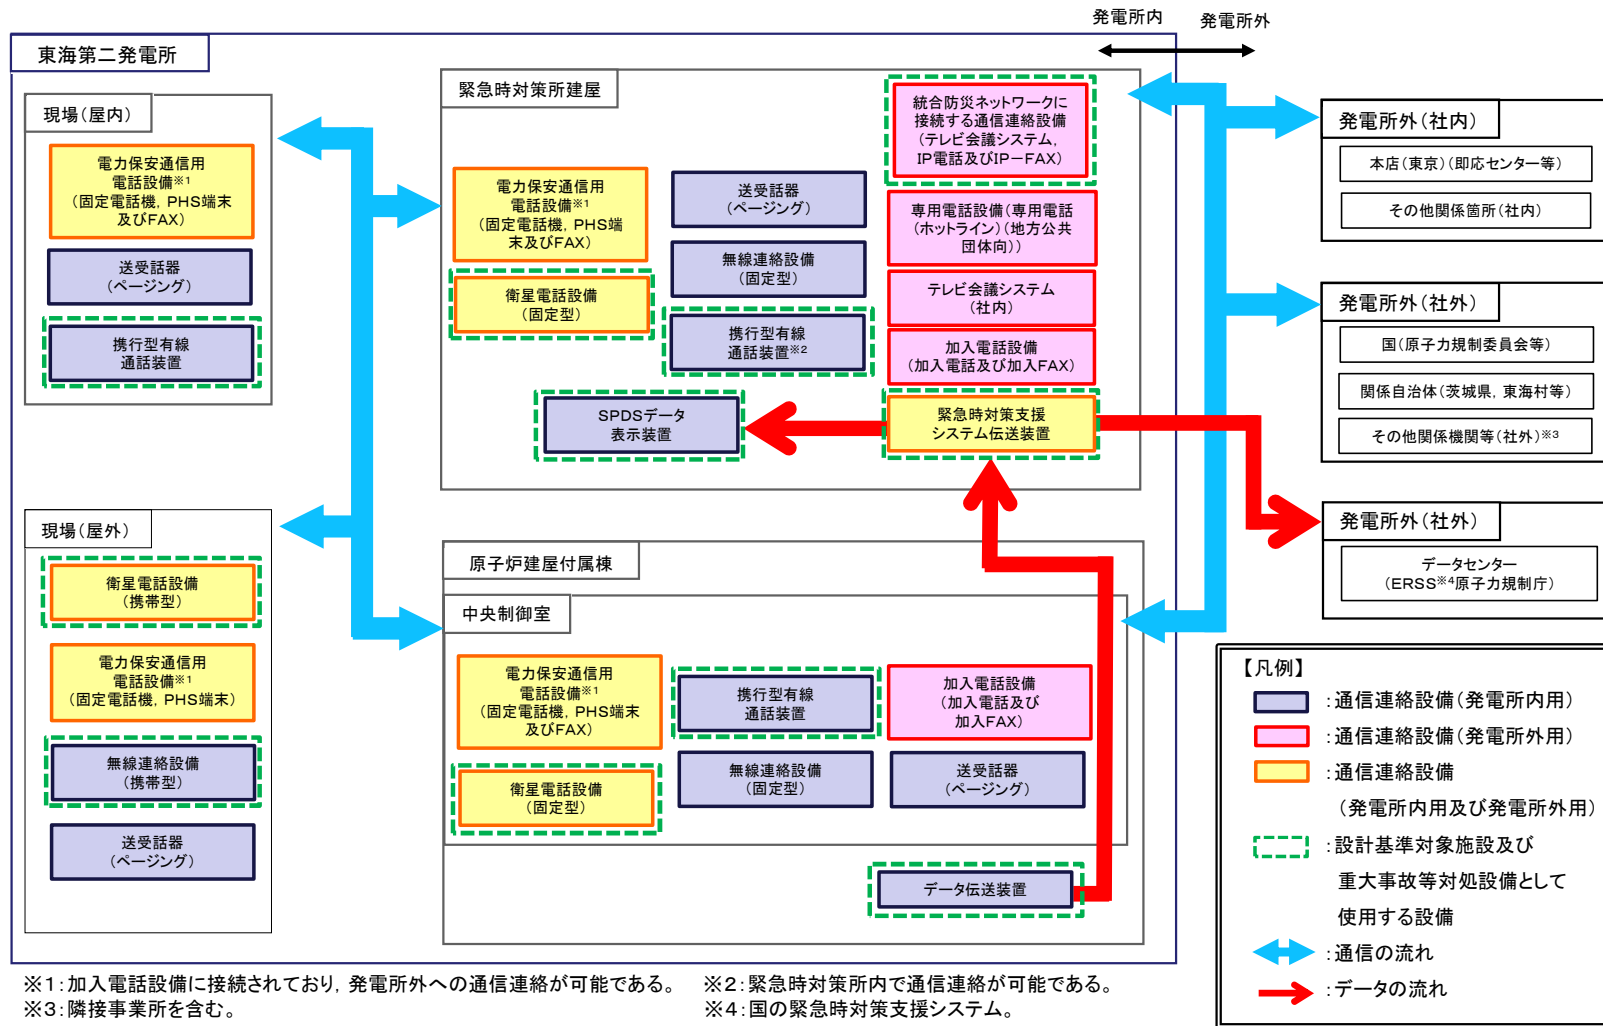 発電所内
発電所外
東海第二発電所
現場(屋内)
電力保安通信用
電話設備※1
(固定電話機, PHS端末
及びFAX)
送受話器
(ページング)
携行型有線
通話装置
現場(屋外)
衛星電話設備
(携帯型)
電力保安通信用
電話設備※1
(固定電話機, PHS端末)
無線連絡設備
(携帯型)
送受話器
(ページング)
緊急時対策所建屋
電力保安通信用
電話設備※1
(固定電話機, PHS端
末及びFAX)
衛星電話設備
(固定型)
送受話器
(ページング)
無線連絡設備
(固定型)
携行型有線
通話装置※2
統合防災ネットワークに
接続する通信連絡設備
(テレビ会議システム,
IP電話及びIP-FAX)
専用電話設備(専用電話
(ホットライン)(地方公共
団体向))
テレビ会議システム
(社内)
加入電話設備
(加入電話及び加入FAX)
SPDSデータ
表示装置
緊急時対策支援
システム伝送装置
原子炉建屋付属棟
中央制御室
電力保安通信用
電話設備※1
(固定電話機, PHS端末
及びFAX)
衛星電話設備
(固定型)
携行型有線
通話装置
無線連絡設備
(固定型)
加入電話設備
(加入電話及び
加入FAX)
送受話器
(ページング)
データ伝送装置
発電所外(社内)
本店(東京)(即応センター等)
その他関係箇所(社内)
発電所外(社外)
国(原子力規制委員会等)
関係自治体(茨城県, 東海村等)
その他関係機関等(社外)※3
発電所外(社外)
データセンター
(ERSS※4原子力規制庁)
【凡例】
:通信連絡設備(発電所内用)
:通信連絡設備(発電所外用)
:通信連絡設備
(発電所内用及び発電所外用)
:設計基準対象施設及び
重大事故等対処設備として
使用する設備
:通信の流れ
:データの流れ
※1:加入電話設備に接続されており, 発電所外への通信連絡が可能である。 ※2:緊急時対策所内で通信連絡が可能である。
※3:隣接事業所を含む。 ※4:国の緊急時対策支援システム。